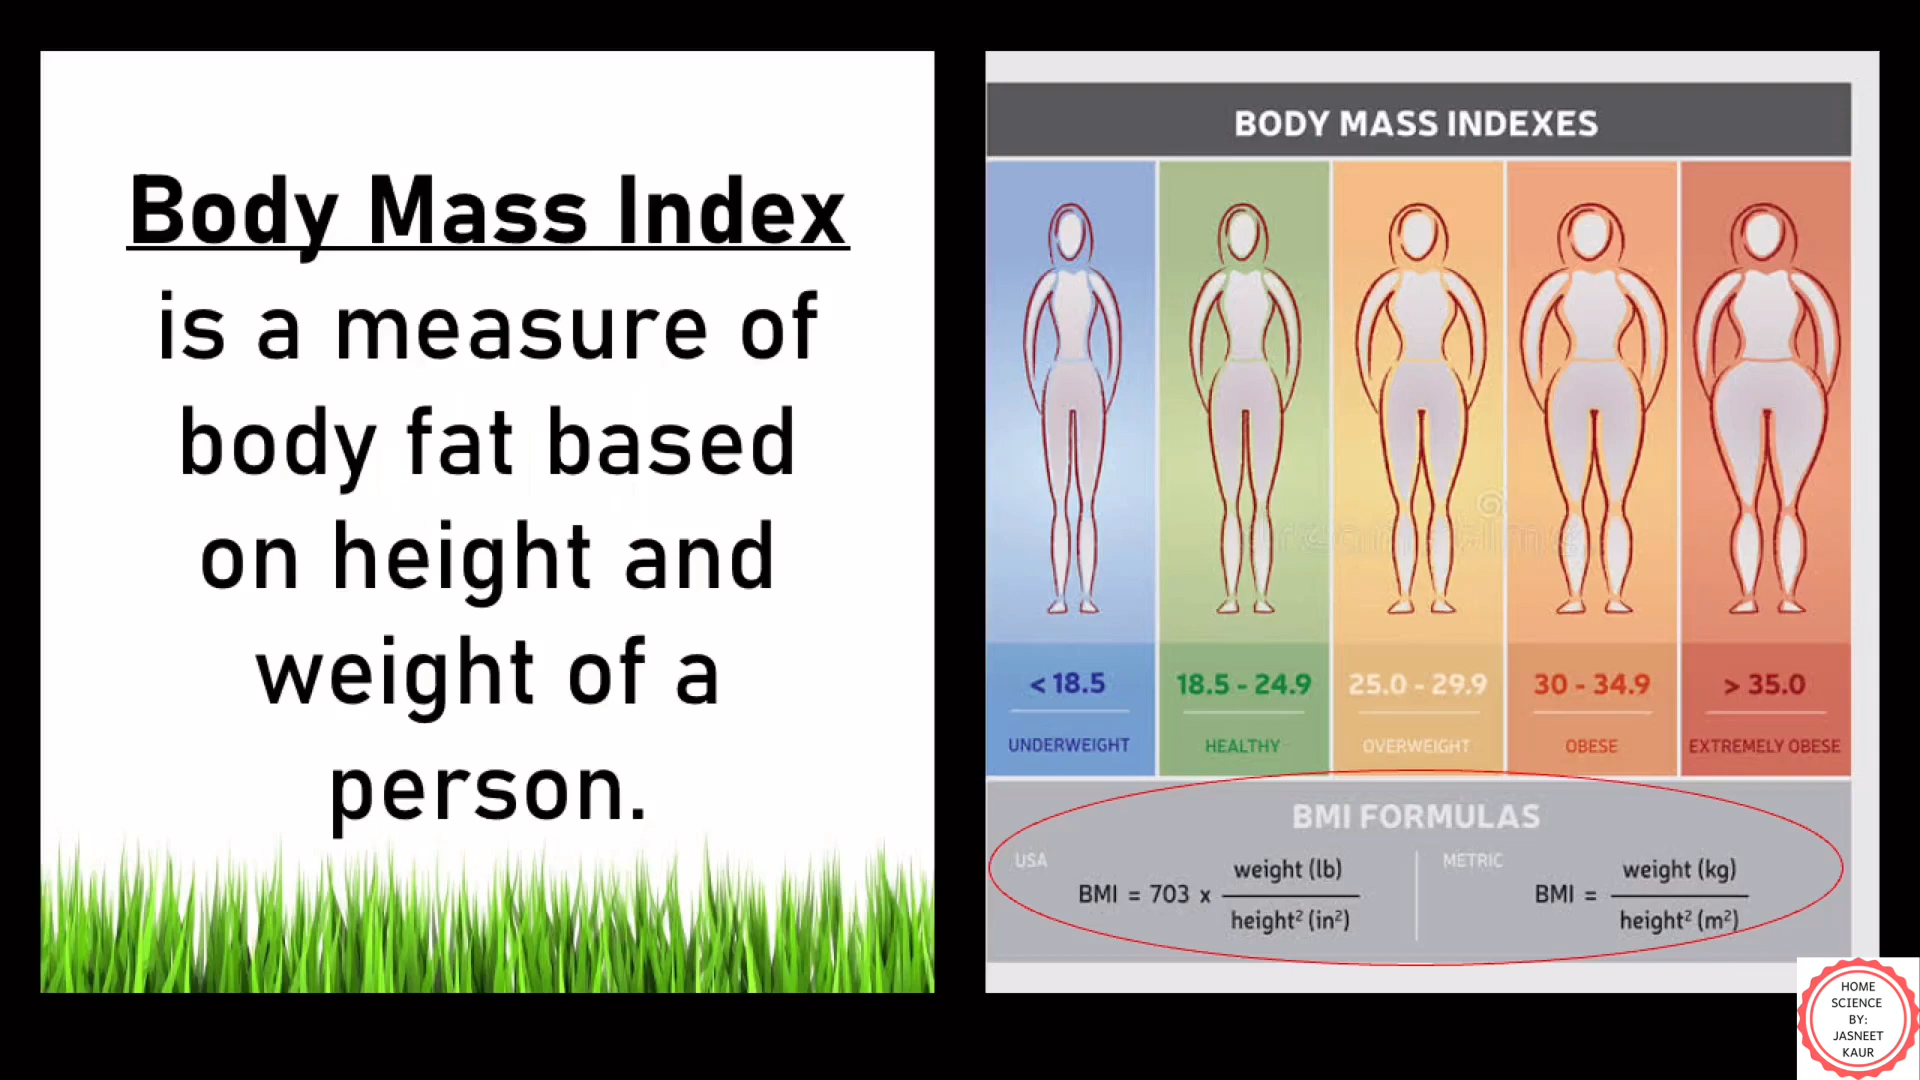 Body Mass Index
is a measure of
body fat based
on height and
weight of a
person.
BODY MASS INDEXES
< 18.5
UNDERWEIGHT
18.5 - 24.9
HEALTHY
25.0 - 29.9
OVERWEIGHT
30 - 34.9
OBESE
> 35.0
EXTREMELY OBESE
BMI FORMULAS
USA
BMI = 703 x weight (lb)
height² (in²)
METRIC
BMI = weight (kg)
height² (m²)
dreamstime
HOME
SCIENCE
BY:
JASNEET
KAUR